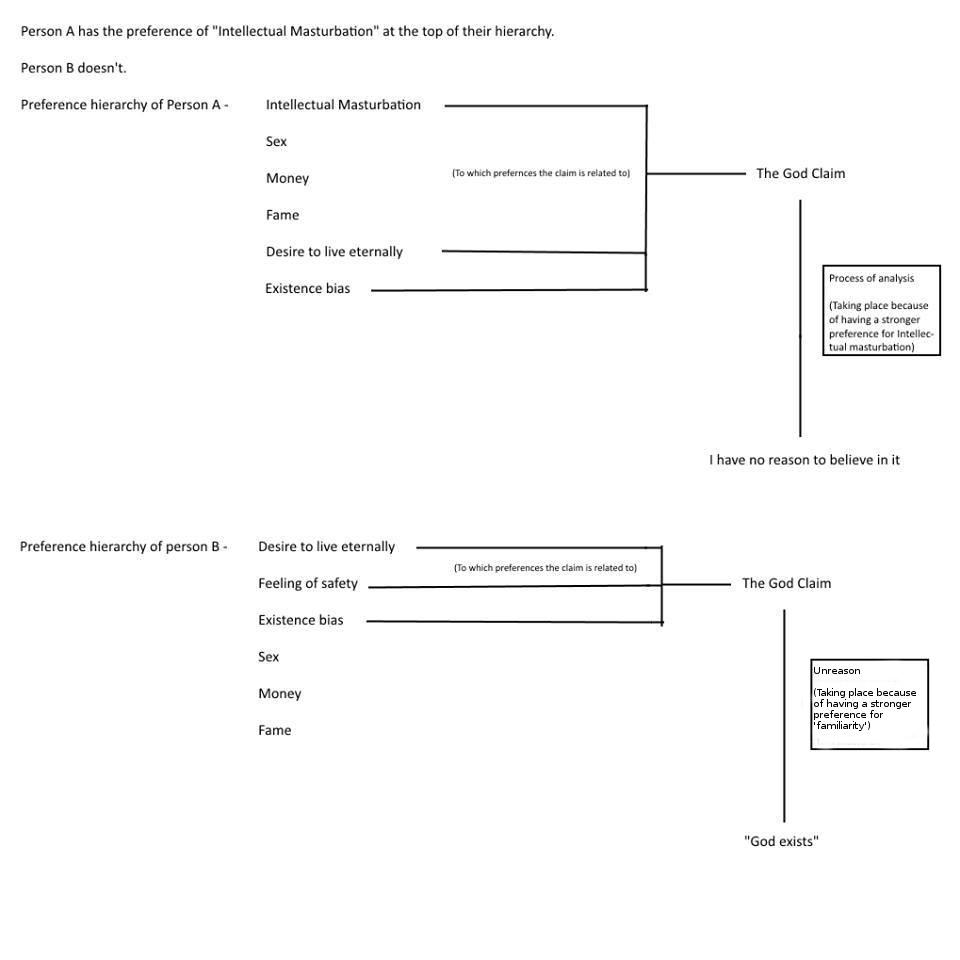 Person A has the preference of "Intellectual Masturbation" at the top of their hierarchy.
Person B doesn't.
Preference hierarchy of Person A -
Intellectual Masturbation
Sex
Money
Fame
Desire to live eternally
Existence bias
(To which prefernces the claim is related to)
The God Claim
Process of analysis
(Taking place because
of having a stronger
preference for Intellec-
tual masturbation)
I have no reason to believe in it
Preference hierarchy of person B -
Desire to live eternally
Feeling of safety
Existence bias
Sex
Money
Fame
(To which preferences the claim is related to)
The God Claim
Unreason
(Taking place because
of having a stronger
preference for
'familiarity')
"God exists"